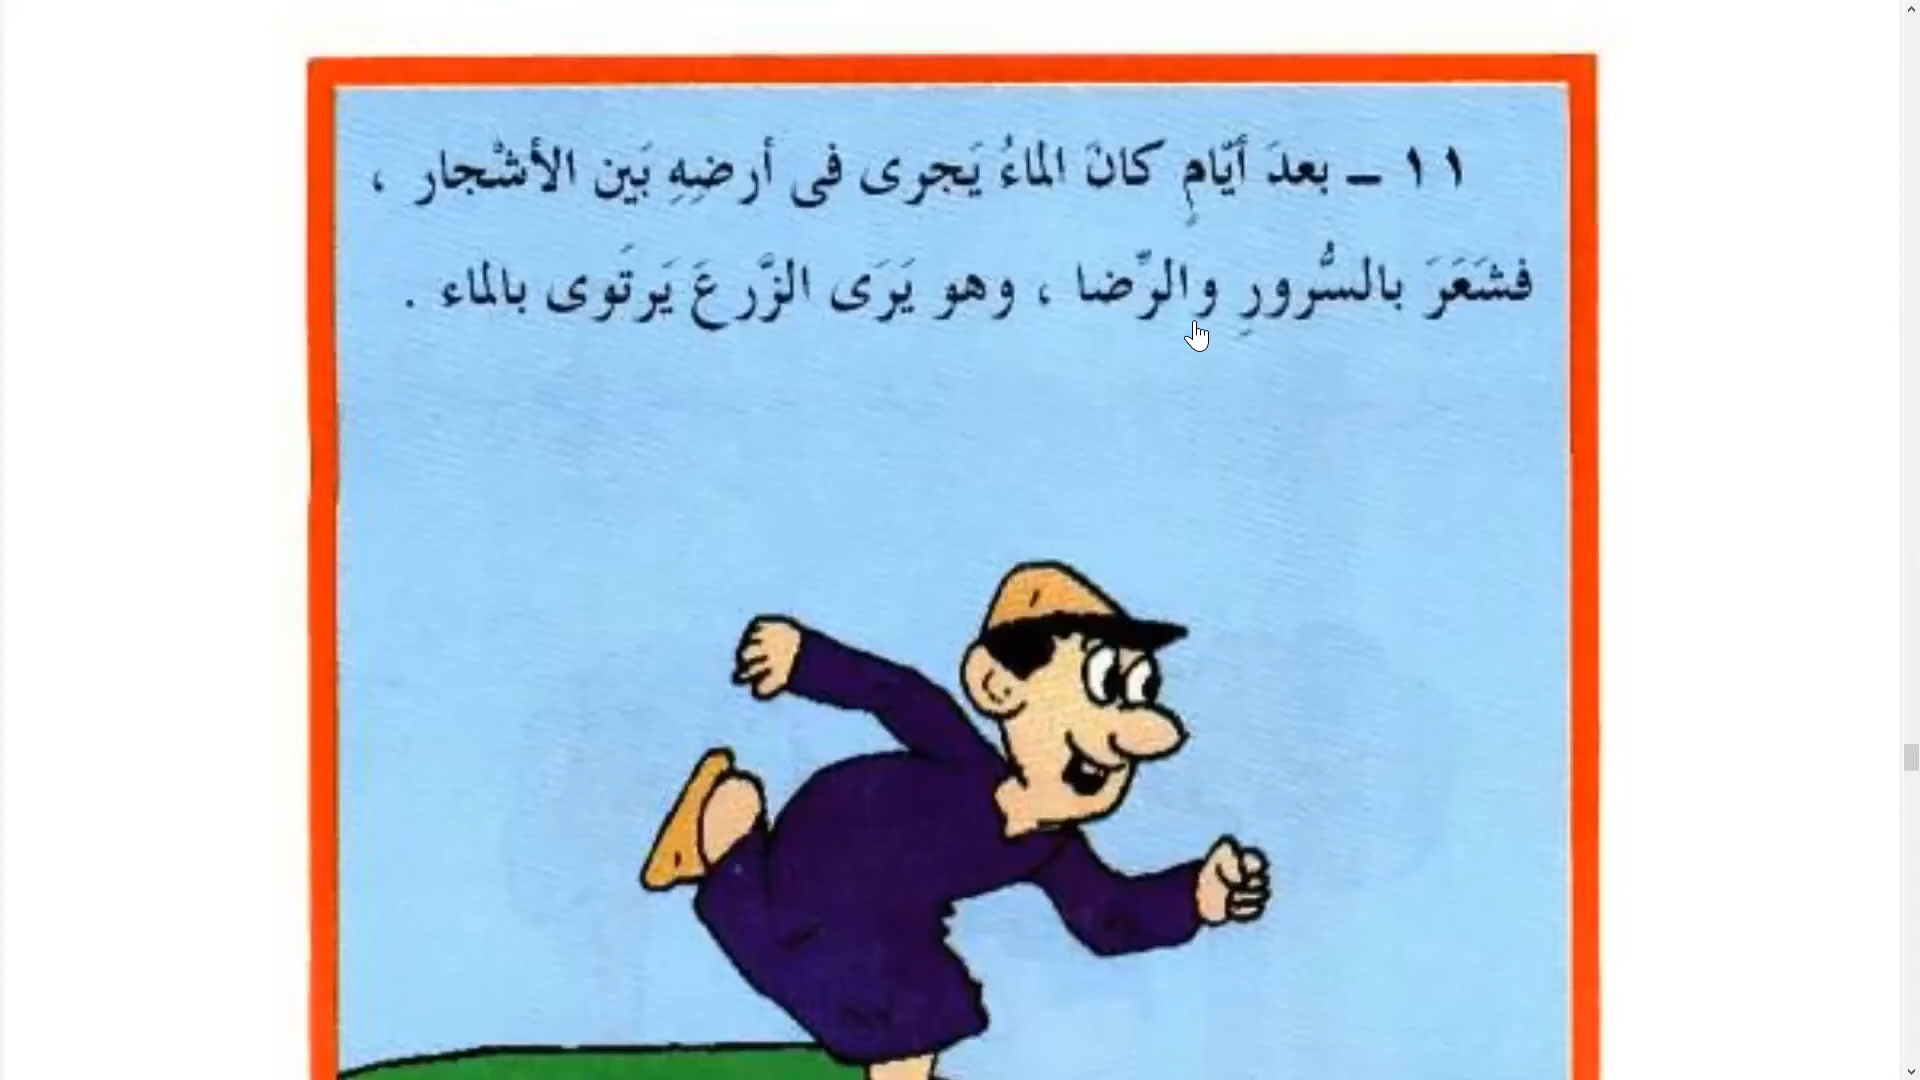 ١١ ــ بعدَ أيّامٍ كانَ الماءُ يَجرى فى أرضِهِ بَين الأشْجار ،
فشَعَرَ بالسُّرورِ والرِّضا ، وهو يَرَى الزَّرعَ يَرتَوى بالماء .